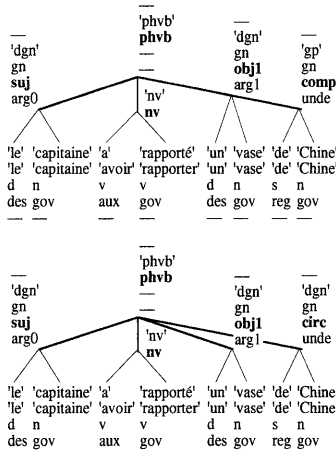 'phvb'
phvb
'dgn'
gn
suj
arg0
'nv'
nv
'dgn'
gn
obj1
arg1
'gp'
gn
comp
unde
'le' 'capitaine' 'a' 'rapporté' 'un' 'vase' 'de' 'Chine'
'le' 'capitaine' 'avoir' 'rapporter' 'un' 'vase' 'de' 'Chine'
d n v v d n s n
des gov aux gov des gov reg gov
'phvb'
phvb
'dgn'
gn
suj
arg0
'nv'
nv
'dgn'
gn
obj1
arg1
'dgn'
gn
circ
unde
'le' 'capitaine' 'a' 'rapporté' 'un' 'vase' 'de' 'Chine'
'le' 'capitaine' 'avoir' 'rapporter' 'un' 'vase' 'de' 'Chine'
d n v v d n s n
des gov aux gov des gov reg gov